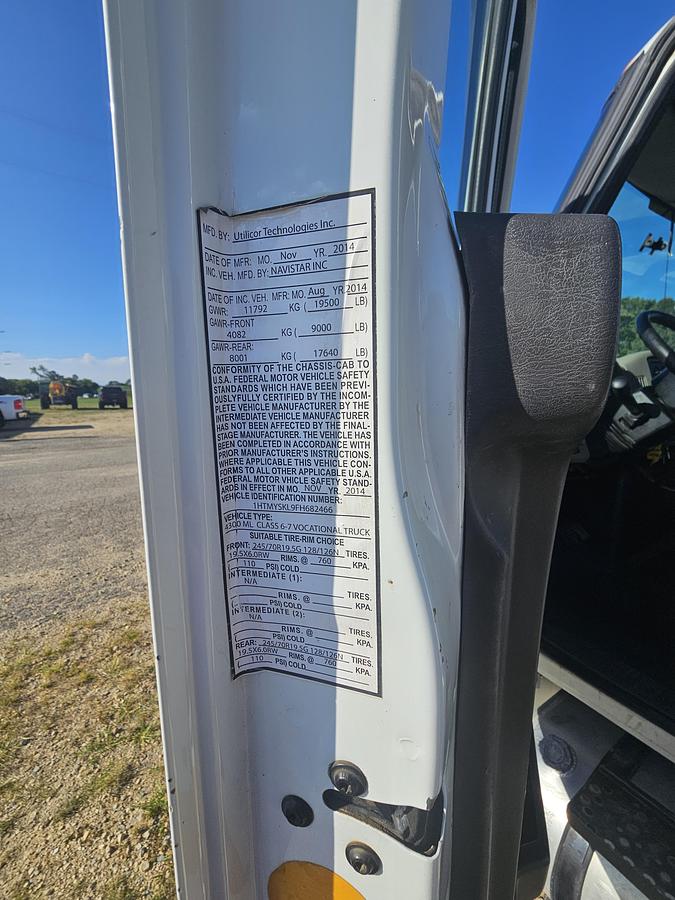 MFD. BY: Utilicor Technologies Inc.
DATE OF MFR: MO. Nov YR. 2014
INC. VEH. MFD. BY: NAVISTAR INC
DATE OF INC. VEH. MFR: MO. Aug YR. 2014
GVWR: 11792 KG ( 19500 LB)
GAWR-FRONT
4082 KG ( 9000 LB)
GAWR-REAR:
8001 KG ( 17640 LB)
CONFORMITY OF THE CHASSIS-CAB TO
U.S.A. FEDERAL MOTOR VEHICLE SAFETY
STANDARDS WHICH HAVE BEEN PREVI-
OUSLY CERTIFIED BY THE INCOM-
PLETE VEHICLE MANUFACTURER BY THE
INTERMEDIATE VEHICLE MANUFACTURER
HAS NOT BEEN AFFECTED BY THE FINAL-
STAGE MANUFACTURER. THE VEHICLE HAS
BEEN COMPLETED IN ACCORDANCE WITH
PRIOR MANUFACTURER'S INSTRUCTIONS.
WHERE APPLICABLE THIS VEHICLE CON-
FORMS TO ALL OTHER APPLICABLE U.S.A.
FEDERAL MOTOR VEHICLE SAFETY STAND-
ARDS IN EFFECT IN MO. NOV YR. 2014
VEHICLE IDENTIFICATION NUMBER:
1HTMYSKL9FH682466
VEHICLE TYPE:
4300 ML CLASS 6-7 VOCATIONAL TRUCK
SUITABLE TIRE-RIM CHOICE
FRONT: 245/70R19.5G 128/126N TIRES.
19.5X6.0RW RIMS. @ 760 KPA.
( 110 PSI) COLD
INTERMEDIATE (1):
N/A TIRES.
RIMS. @ KPA.
( PSI) COLD
INTERMEDIATE (2):
N/A TIRES.
RIMS. @ KPA.
( PSI) COLD
REAR: 245/70R19.5G 128/126N TIRES.
19.5X6.0RW RIMS. @ 760 KPA.
( 110 PSI) COLD